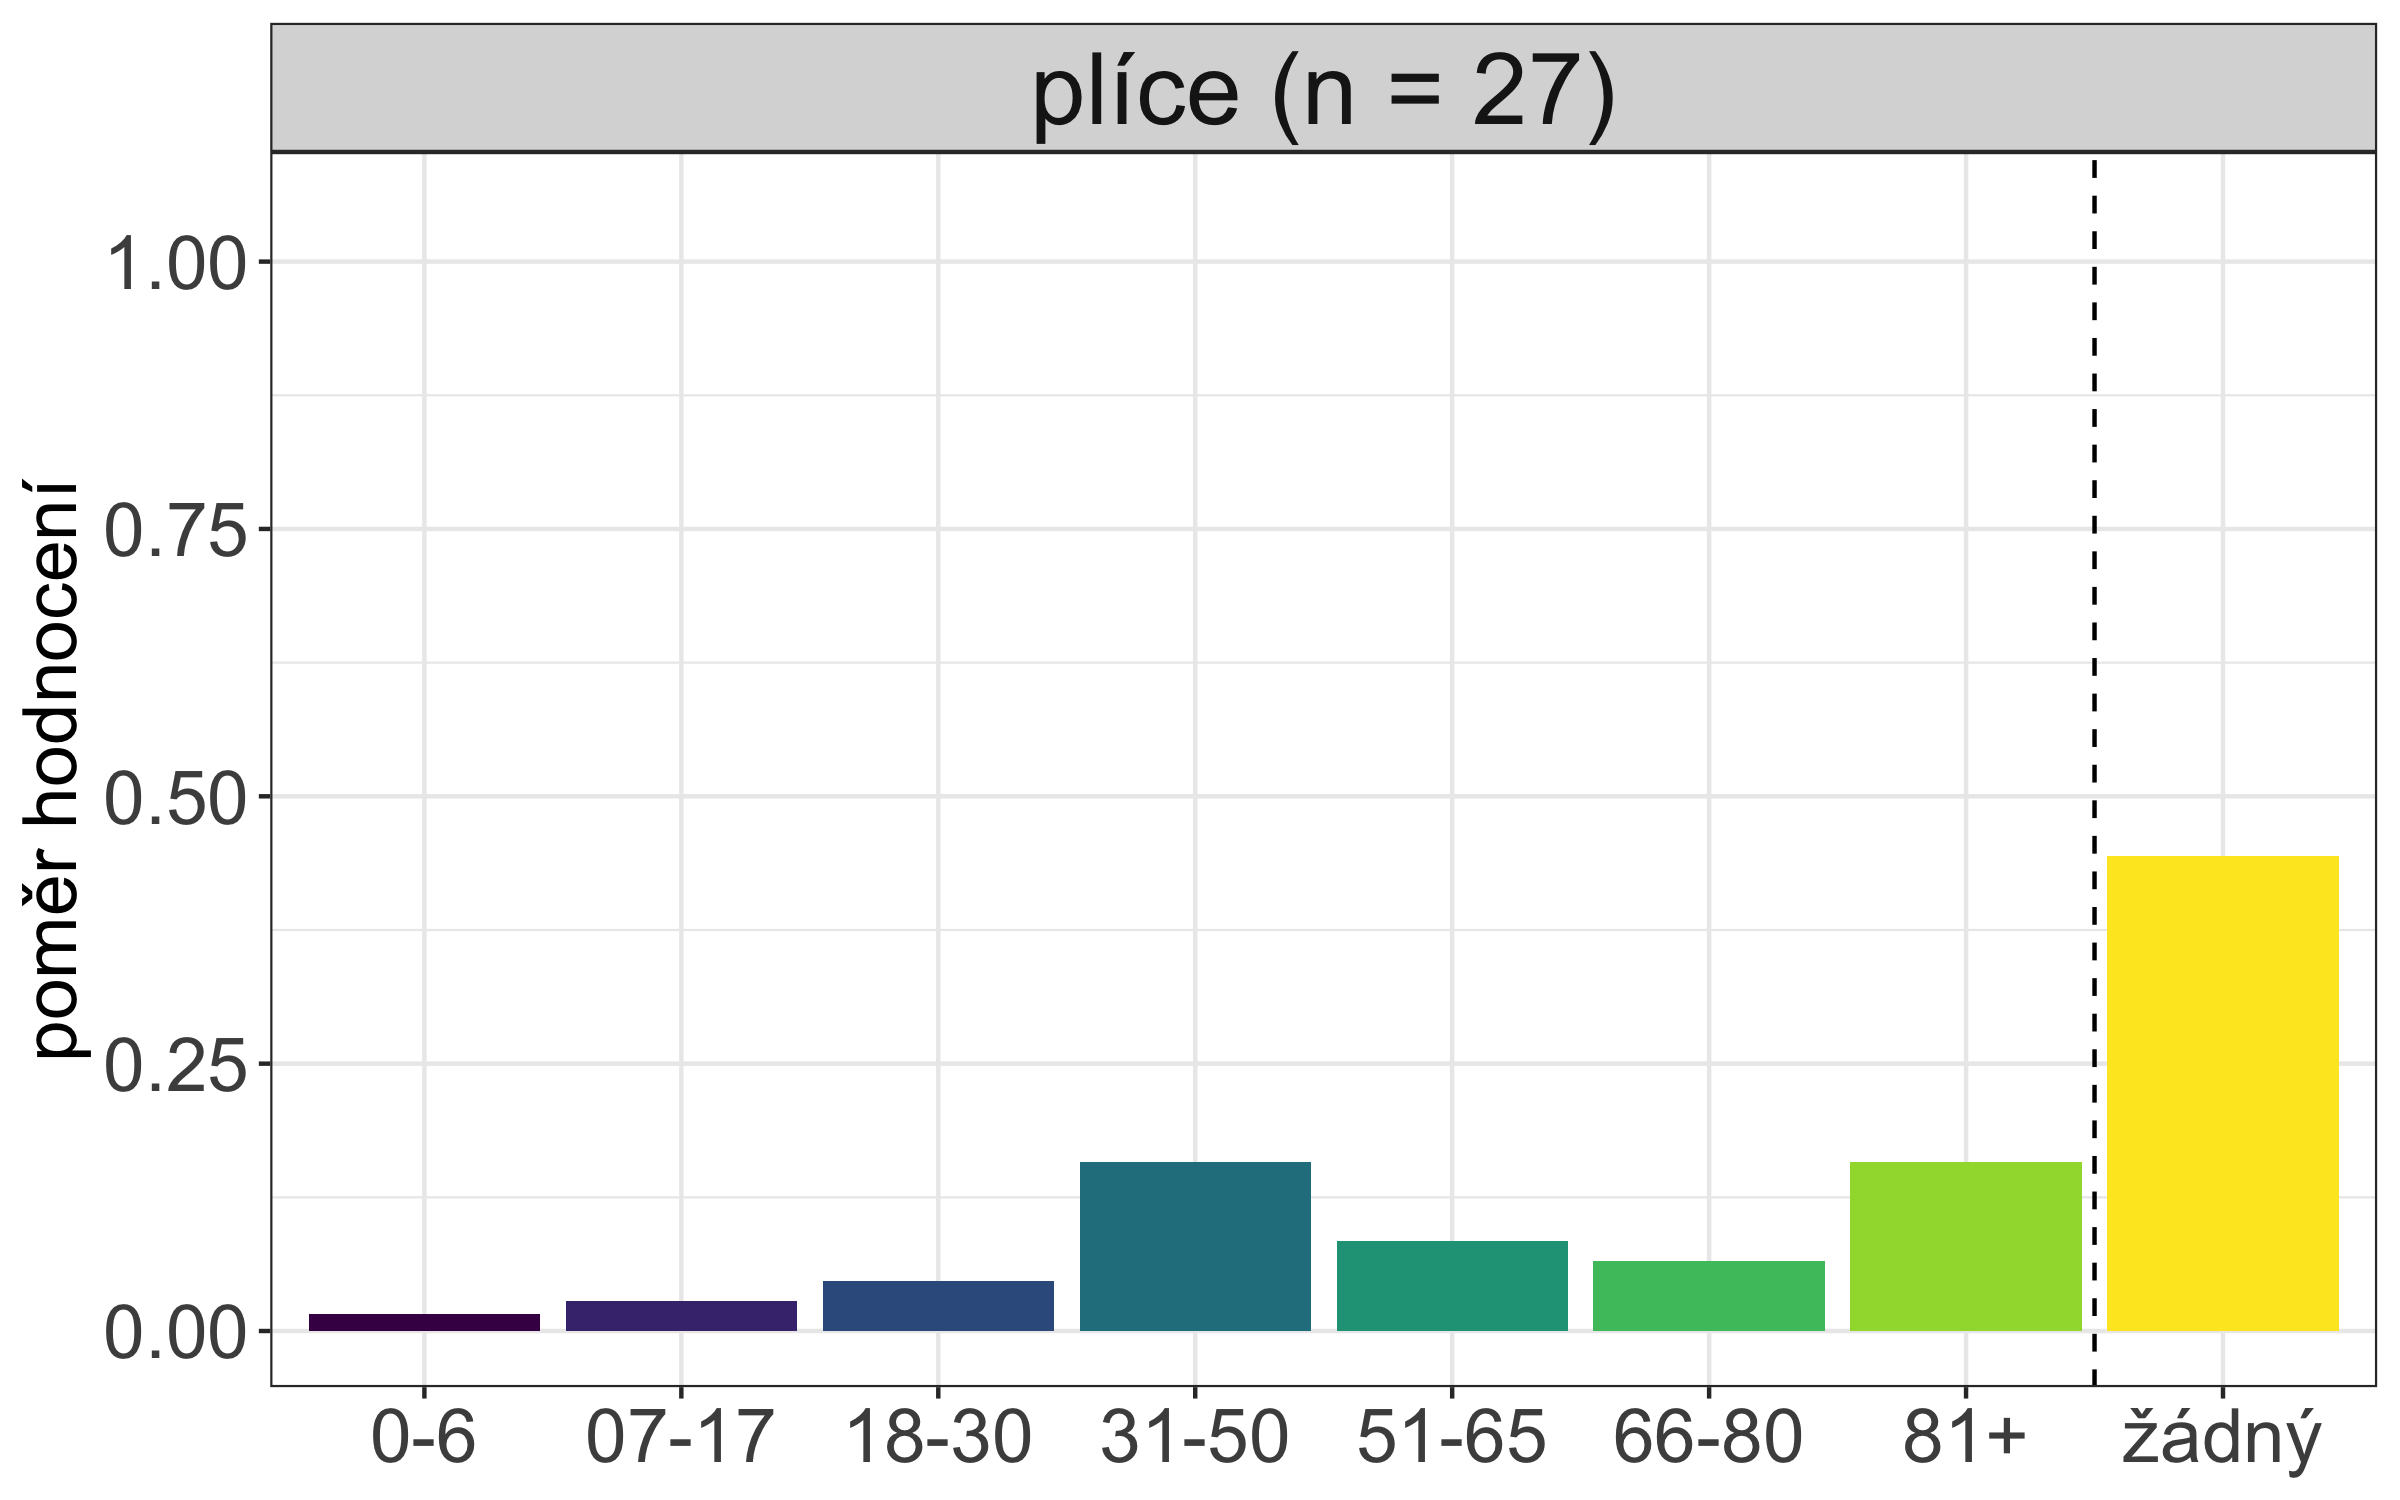 plíce (n = 27)
poměr hodnocení
1.00
0.75
0.50
0.25
0.00
0-6 07-17 18-30 31-50 51-65 66-80 81+ žádný